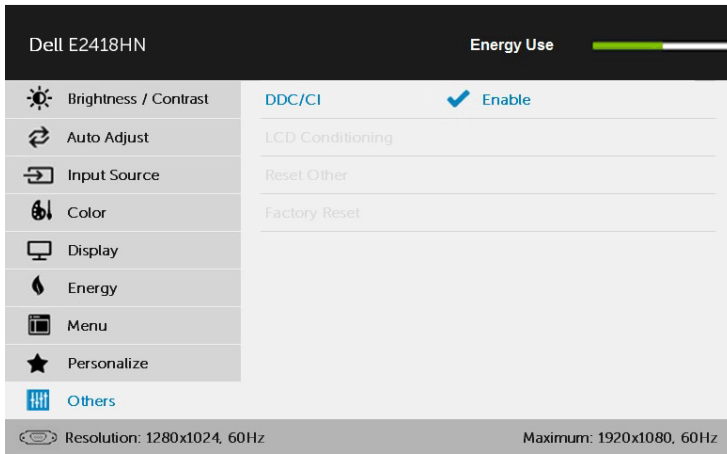 Dell E2418HN Energy Use
Brightness / Contrast DDC/CI Enable
Auto Adjust LCD Conditioning
Input Source Reset Other
Color Factory Reset
Display
Energy
Menu
Personalize
Others
Resolution: 1280x1024, 60Hz Maximum: 1920x1080, 60Hz